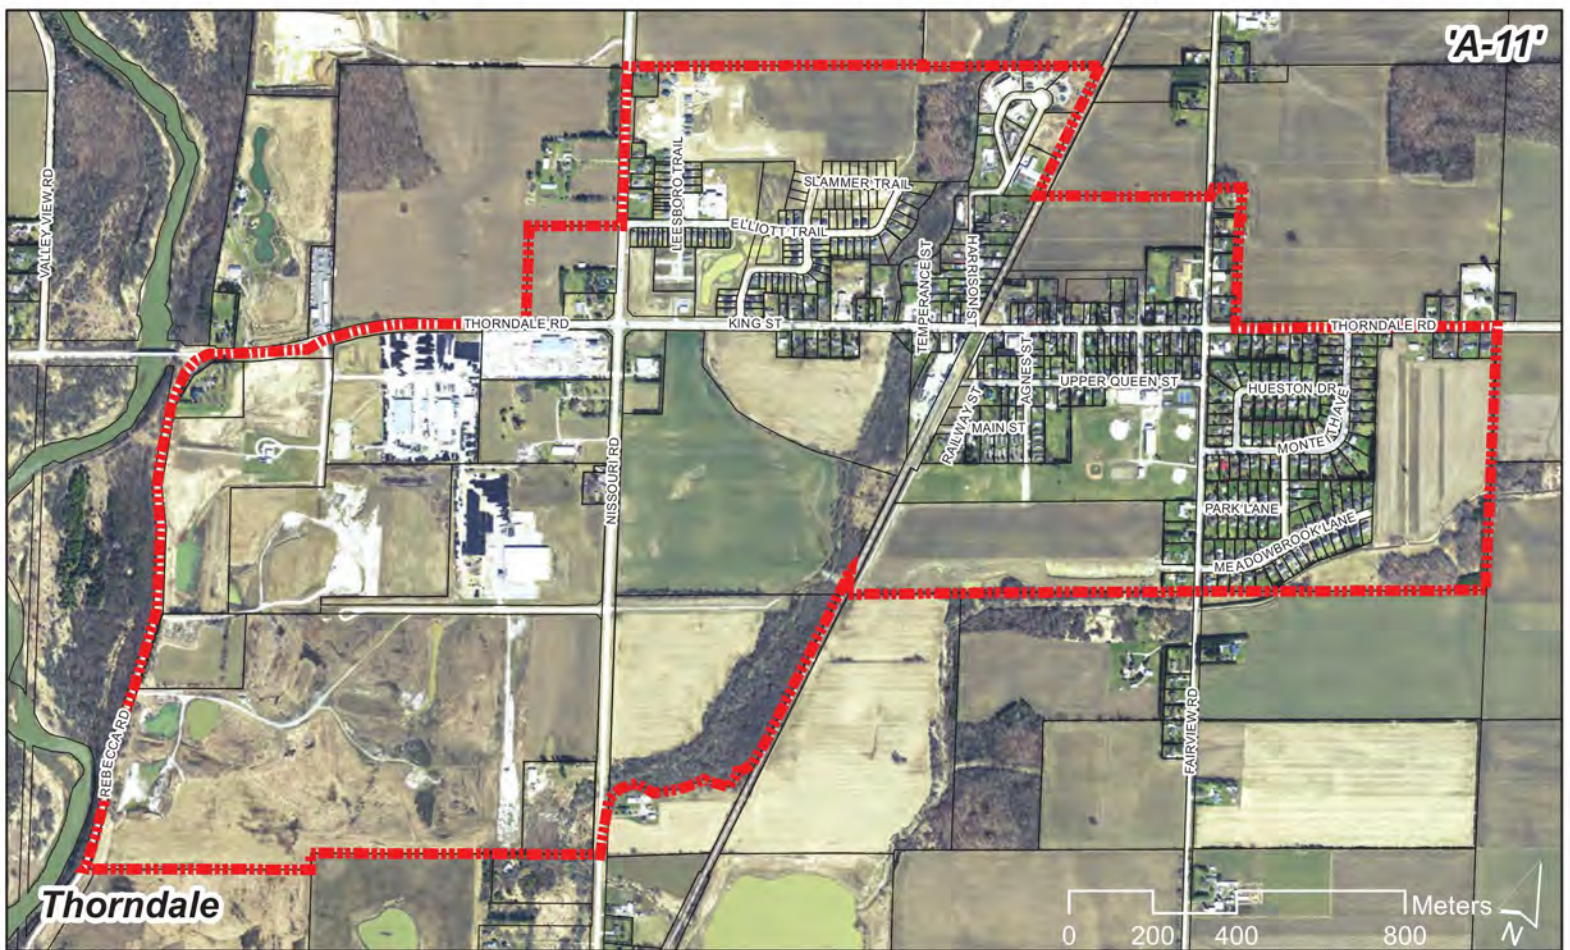 'A-11'
VALLEY VIEW RD
LEESBORO TRAIL
SLAMMER TRAIL
ELLIOTT TRAIL
TEMPERANCE ST
HARRISON ST
THORNDALE RD
KING ST
THORNDALE RD
AGNES ST
UPPER QUEEN ST
HUESTON DR
RAILWAY ST
MAIN ST
MONTEITH AVE
NISSOURI RD
PARK LANE
MEADOWBROOK LANE
REBECCA RD
FAIRVIEW RD
Thorndale
Meters
0 200 400 800
N